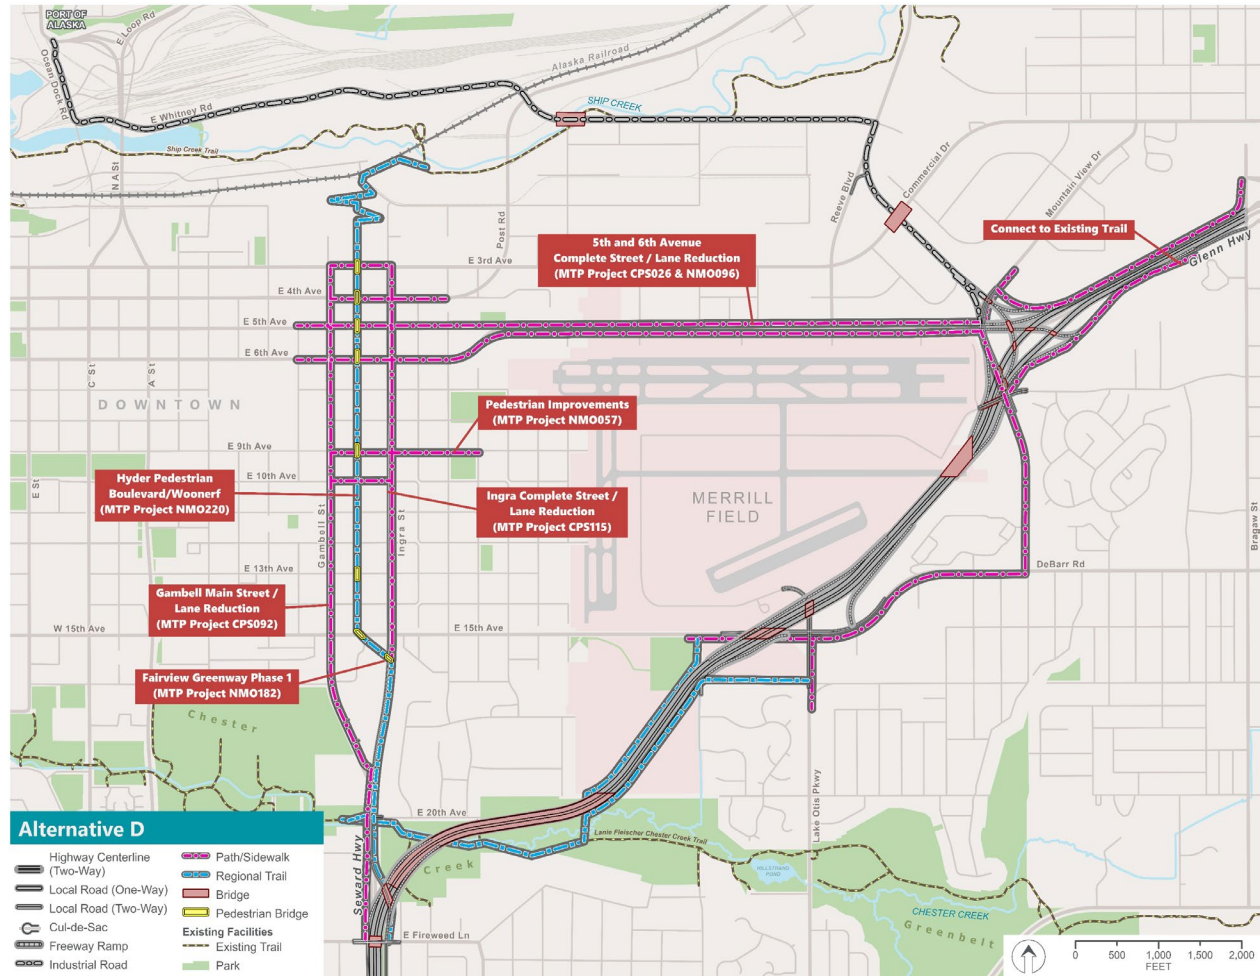 PORT OF
ALASKA
E Loop Rd
Ocean Dock Rd
E Whitney Rd
Alaska Railroad
SHIP CREEK
Ship Creek Trail
N A St
Post Rd
Reeve Blvd
Commercial Dr
Mountain View Dr
Connect to Existing Trail
Glenn Hwy
5th and 6th Avenue
Complete Street / Lane Reduction
(MTP Project CPS026 & NMO096)
E 3rd Ave
E 4th Ave
E 5th Ave
E 6th Ave
C St
A St
DOWNTOWN
Pedestrian Improvements
(MTP Project NMO057)
E 9th Ave
E 10th Ave
E St
Hyder Pedestrian
Boulevard/Woonerf
(MTP Project NMO220)
Ingra Complete Street /
Lane Reduction
(MTP Project CPS115)
MERRILL
FIELD
Gambell St
Ingra St
Bragaw St
E 13th Ave
DeBarr Rd
Gambell Main Street /
Lane Reduction
(MTP Project CPS092)
W 15th Ave
E 15th Ave
Fairview Greenway Phase 1
(MTP Project NMO182)
Chester
Lake Otis Pkwy
E 20th Ave
Lanie Fleischer Chester Creek Trail
Creek
HILLSTRAND
POND
Seward Hwy
CHESTER CREEK
Greenbelt
E Fireweed Ln
Alternative D
Highway Centerline
(Two-Way)
Local Road (One-Way)
Local Road (Two-Way)
Cul-de-Sac
Freeway Ramp
Industrial Road
Path/Sidewalk
Regional Trail
Bridge
Pedestrian Bridge
Existing Facilities
Existing Trail
Park
0 500 1,000 1,500 2,000
FEET